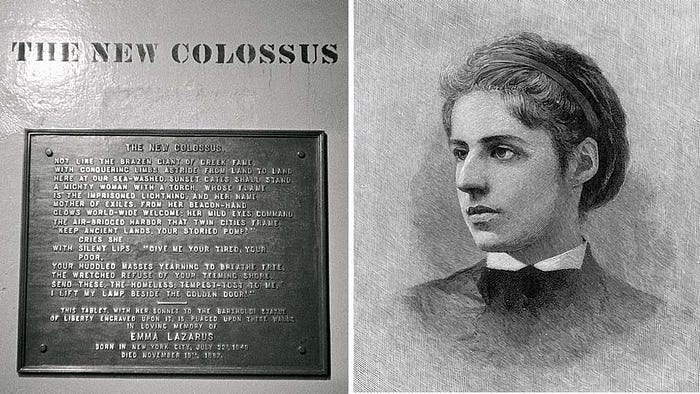 THE NEW COLOSSUS
THE NEW COLOSSUS.
NOT LIKE THE BRAZEN GIANT OF GREEK FAME,
WITH CONQUERING LIMBS ASTRIDE FROM LAND TO LAND
HERE AT OUR SEA-WASHED, SUNSET GATES SHALL STAND
A MIGHTY WOMAN WITH A TORCH, WHOSE FLAME
IS THE IMPRISONED LIGHTNING, AND HER NAME
MOTHER OF EXILES. FROM HER BEACON-HAND
GLOWS WORLD-WIDE WELCOME; HER MILD EYES COMMAND
THE AIR-BRIDGED HARBOR THAT TWIN CITIES FRAME.
"KEEP ANCIENT LANDS, YOUR STORIED POMP!"
CRIES SHE
WITH SILENT LIPS. "GIVE ME YOUR TIRED, YOUR
POOR,
YOUR HUDDLED MASSES YEARNING TO BREATHE FREE,
THE WRETCHED REFUSE OF YOUR TEEMING SHORE,
SEND THESE, THE HOMELESS, TEMPEST-TOST TO ME,
I LIFT MY LAMP BESIDE THE GOLDEN DOOR!"
THIS TABLET, WITH HER SONNET TO THE BARTHOLDI STATUE
OF LIBERTY ENGRAVED UPON IT, IS PLACED UPON THESE WALLS
IN LOVING MEMORY OF
EMMA LAZARUS
BORN IN NEW YORK CITY, JULY 22D, 1849
DIED NOVEMBER 19TH, 1887.